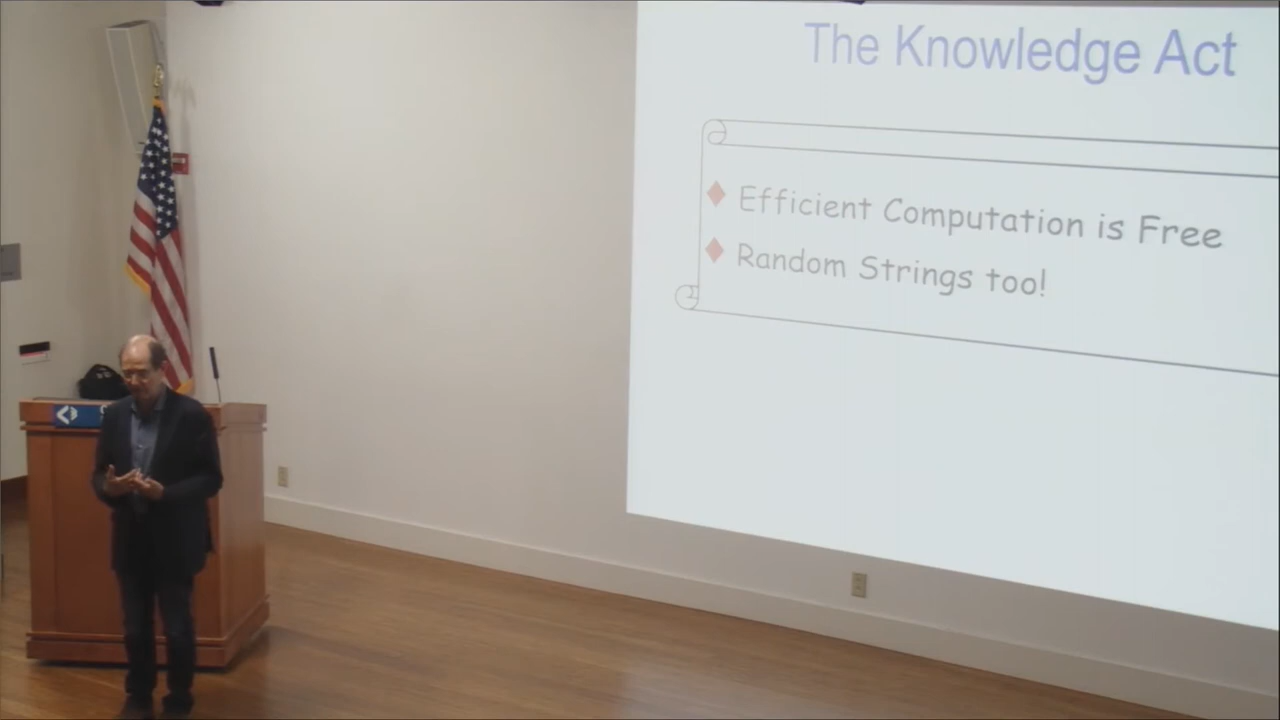 The Knowledge Act
Efficient Computation is Free
Random Strings too!